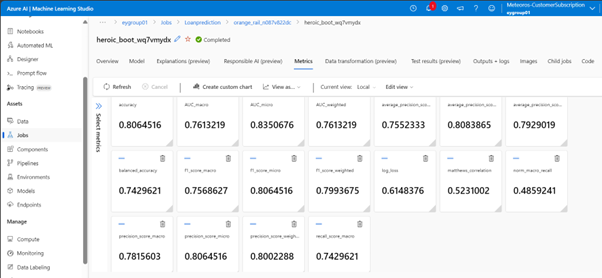 Azure AI | Machine Learning Studio
Meteoros-CustomerSubscription
eygroup01
eygroup01 > Jobs > Loanprediction > orange_rail_n087v822dc > heroic_boot_wq7vmydx
heroic_boot_wq7vmydx Completed
Overview Model Explanations (preview) Responsible AI (preview) Metrics Data transformation (preview) Test results (preview) Outputs + logs Images Child jobs Code
Refresh Cancel Create custom chart View as... Current view: Local Edit view
Notebooks
Automated ML
Designer
Prompt flow
Tracing PREVIEW
Assets
Data
Jobs
Components
Pipelines
Environments
Models
Endpoints
Manage
Compute
Monitoring
Data Labeling
Select metrics
accuracy AUC_macro AUC_micro AUC_weighted average_precision_sco... average_precision_sco... average_precision_sco...
0.8064516 0.7613219 0.8350676 0.7613219 0.7552333 0.8083865 0.7929019
balanced_accuracy f1_score_macro f1_score_micro f1_score_weighted log_loss matthews_correlation norm_macro_recall
0.7429621 0.7568627 0.8064516 0.7993675 0.6148376 0.5231002 0.4859241
precision_score_macro precision_score_micro precision_score_weigh... recall_score_macro
0.7815603 0.8064516 0.8002288 0.7429621